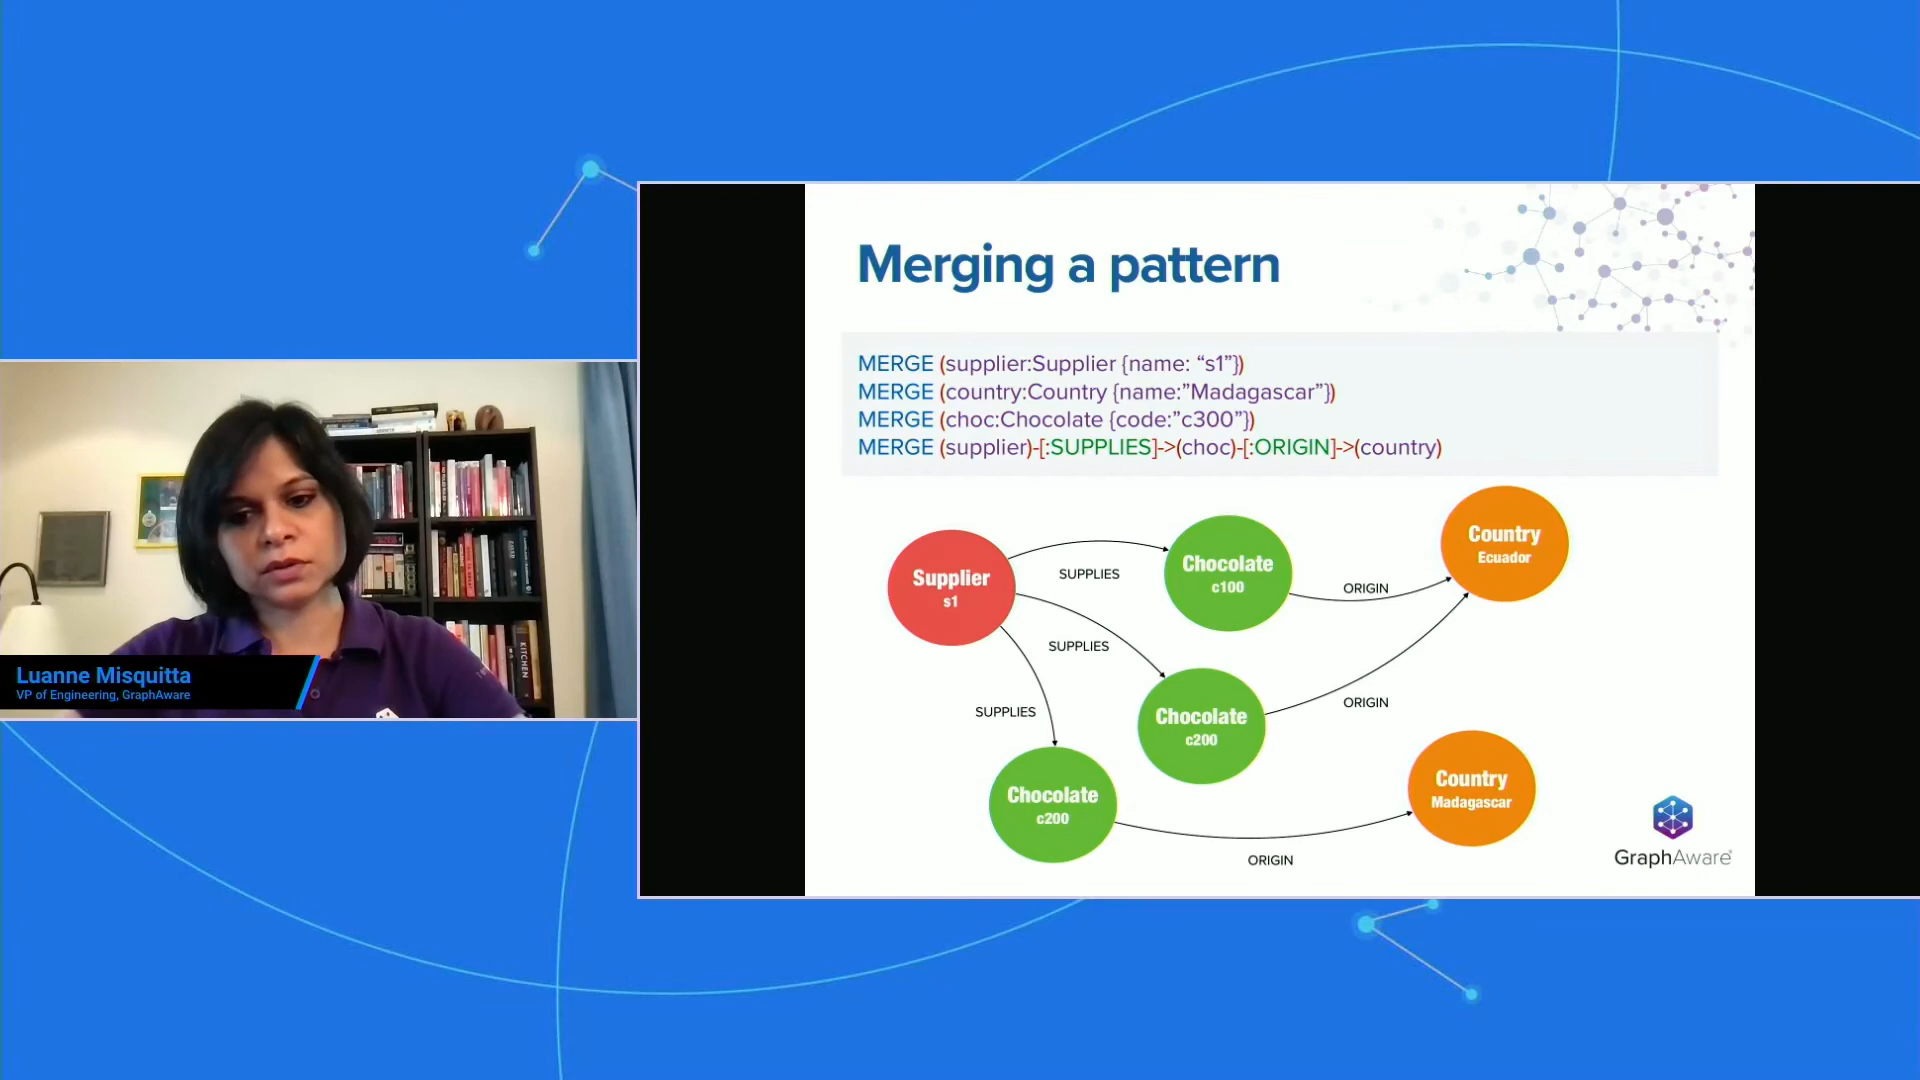 Merging a pattern
MERGE (supplier:Supplier {name: “s1”})
MERGE (country:Country {name:”Madagascar”})
MERGE (choc:Chocolate {code:”c300”})
MERGE (supplier)-[:SUPPLIES]->(choc)-[:ORIGIN]->(country)
Supplier
s1
SUPPLIES
Chocolate
c100
ORIGIN
Country
Ecuador
SUPPLIES
Chocolate
c200
ORIGIN
SUPPLIES
Chocolate
c200
ORIGIN
Country
Madagascar
GraphAware
Luanne Misquitta
VP of Engineering, GraphAware
KITCHEN